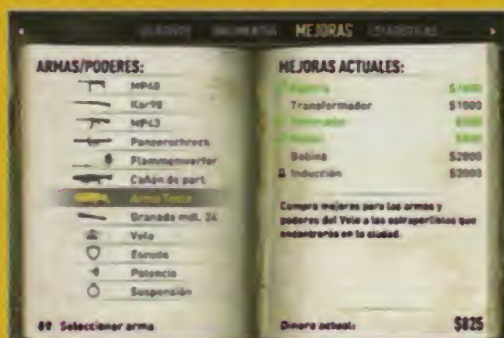 MEJORAS
ARMAS/PODERES:
MP40
Kar98
MP43
Panzerschreck
Flammenwerfer
Cañón de part.
Arma Tesla
Granada mdl. 24
Velo
Escudo
Potencia
Suspensión
Seleccionar arma
MEJORAS ACTUALES:
Transformador $1000
Bobina $2000
Inducción $3000
Compra mejoras para las armas y
poderes del Velo a los estraperlistas que
encontrarás en la ciudad.
Dinero actual: $825